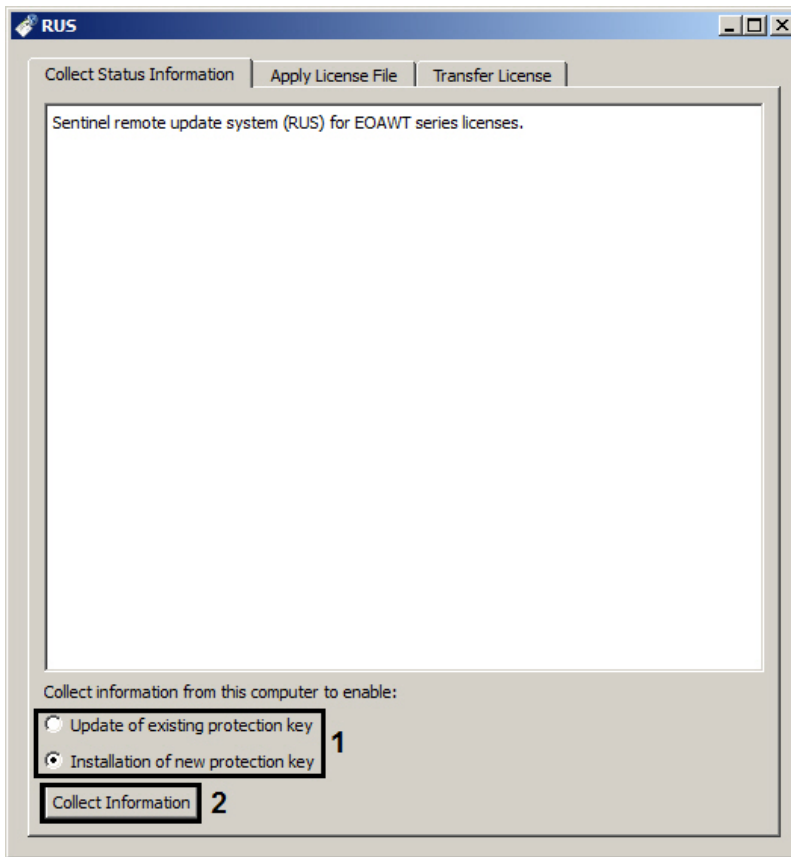 RUS
Collect Status Information
Apply License File
Transfer License
Sentinel remote update system (RUS) for EOAWT series licenses.
Collect information from this computer to enable:
Update of existing protection key
Installation of new protection key
1
Collect Information
2